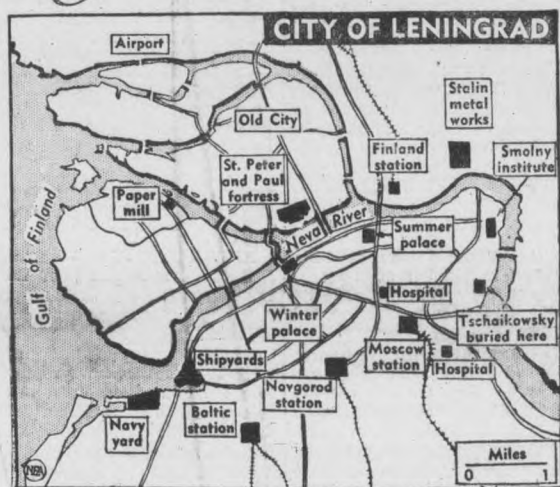 CITY OF LENINGRAD
Airport
Stalin
metal
works
Old City
Finland
station
Smolny
institute
St. Peter
and Paul
fortress
Paper
mill
Neva River
Summer
palace
Gulf of Finland
Hospital
Winter
palace
Tschaikowsky
buried here
Shipyards
Moscow
station
Hospital
Novgorod
station
Navy
yard
Baltic
station
Miles
0 1
NEA